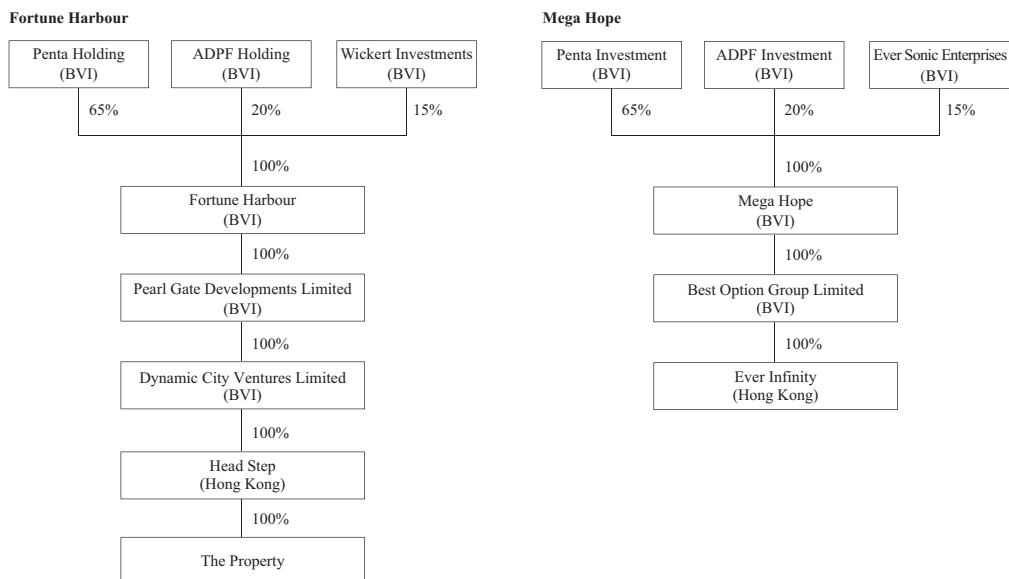 Fortune Harbour
Penta Holding
(BVI)
ADPF Holding
(BVI)
Wickert Investments
(BVI)
65%
20%
15%
100%
Fortune Harbour
(BVI)
100%
Pearl Gate Developments Limited
(BVI)
100%
Dynamic City Ventures Limited
(BVI)
100%
Head Step
(Hong Kong)
100%
The Property
Mega Hope
Penta Investment
(BVI)
ADPF Investment
(BVI)
Ever Sonic Enterprises
(BVI)
65%
20%
15%
100%
Mega Hope
(BVI)
100%
Best Option Group Limited
(BVI)
100%
Ever Infinity
(Hong Kong)